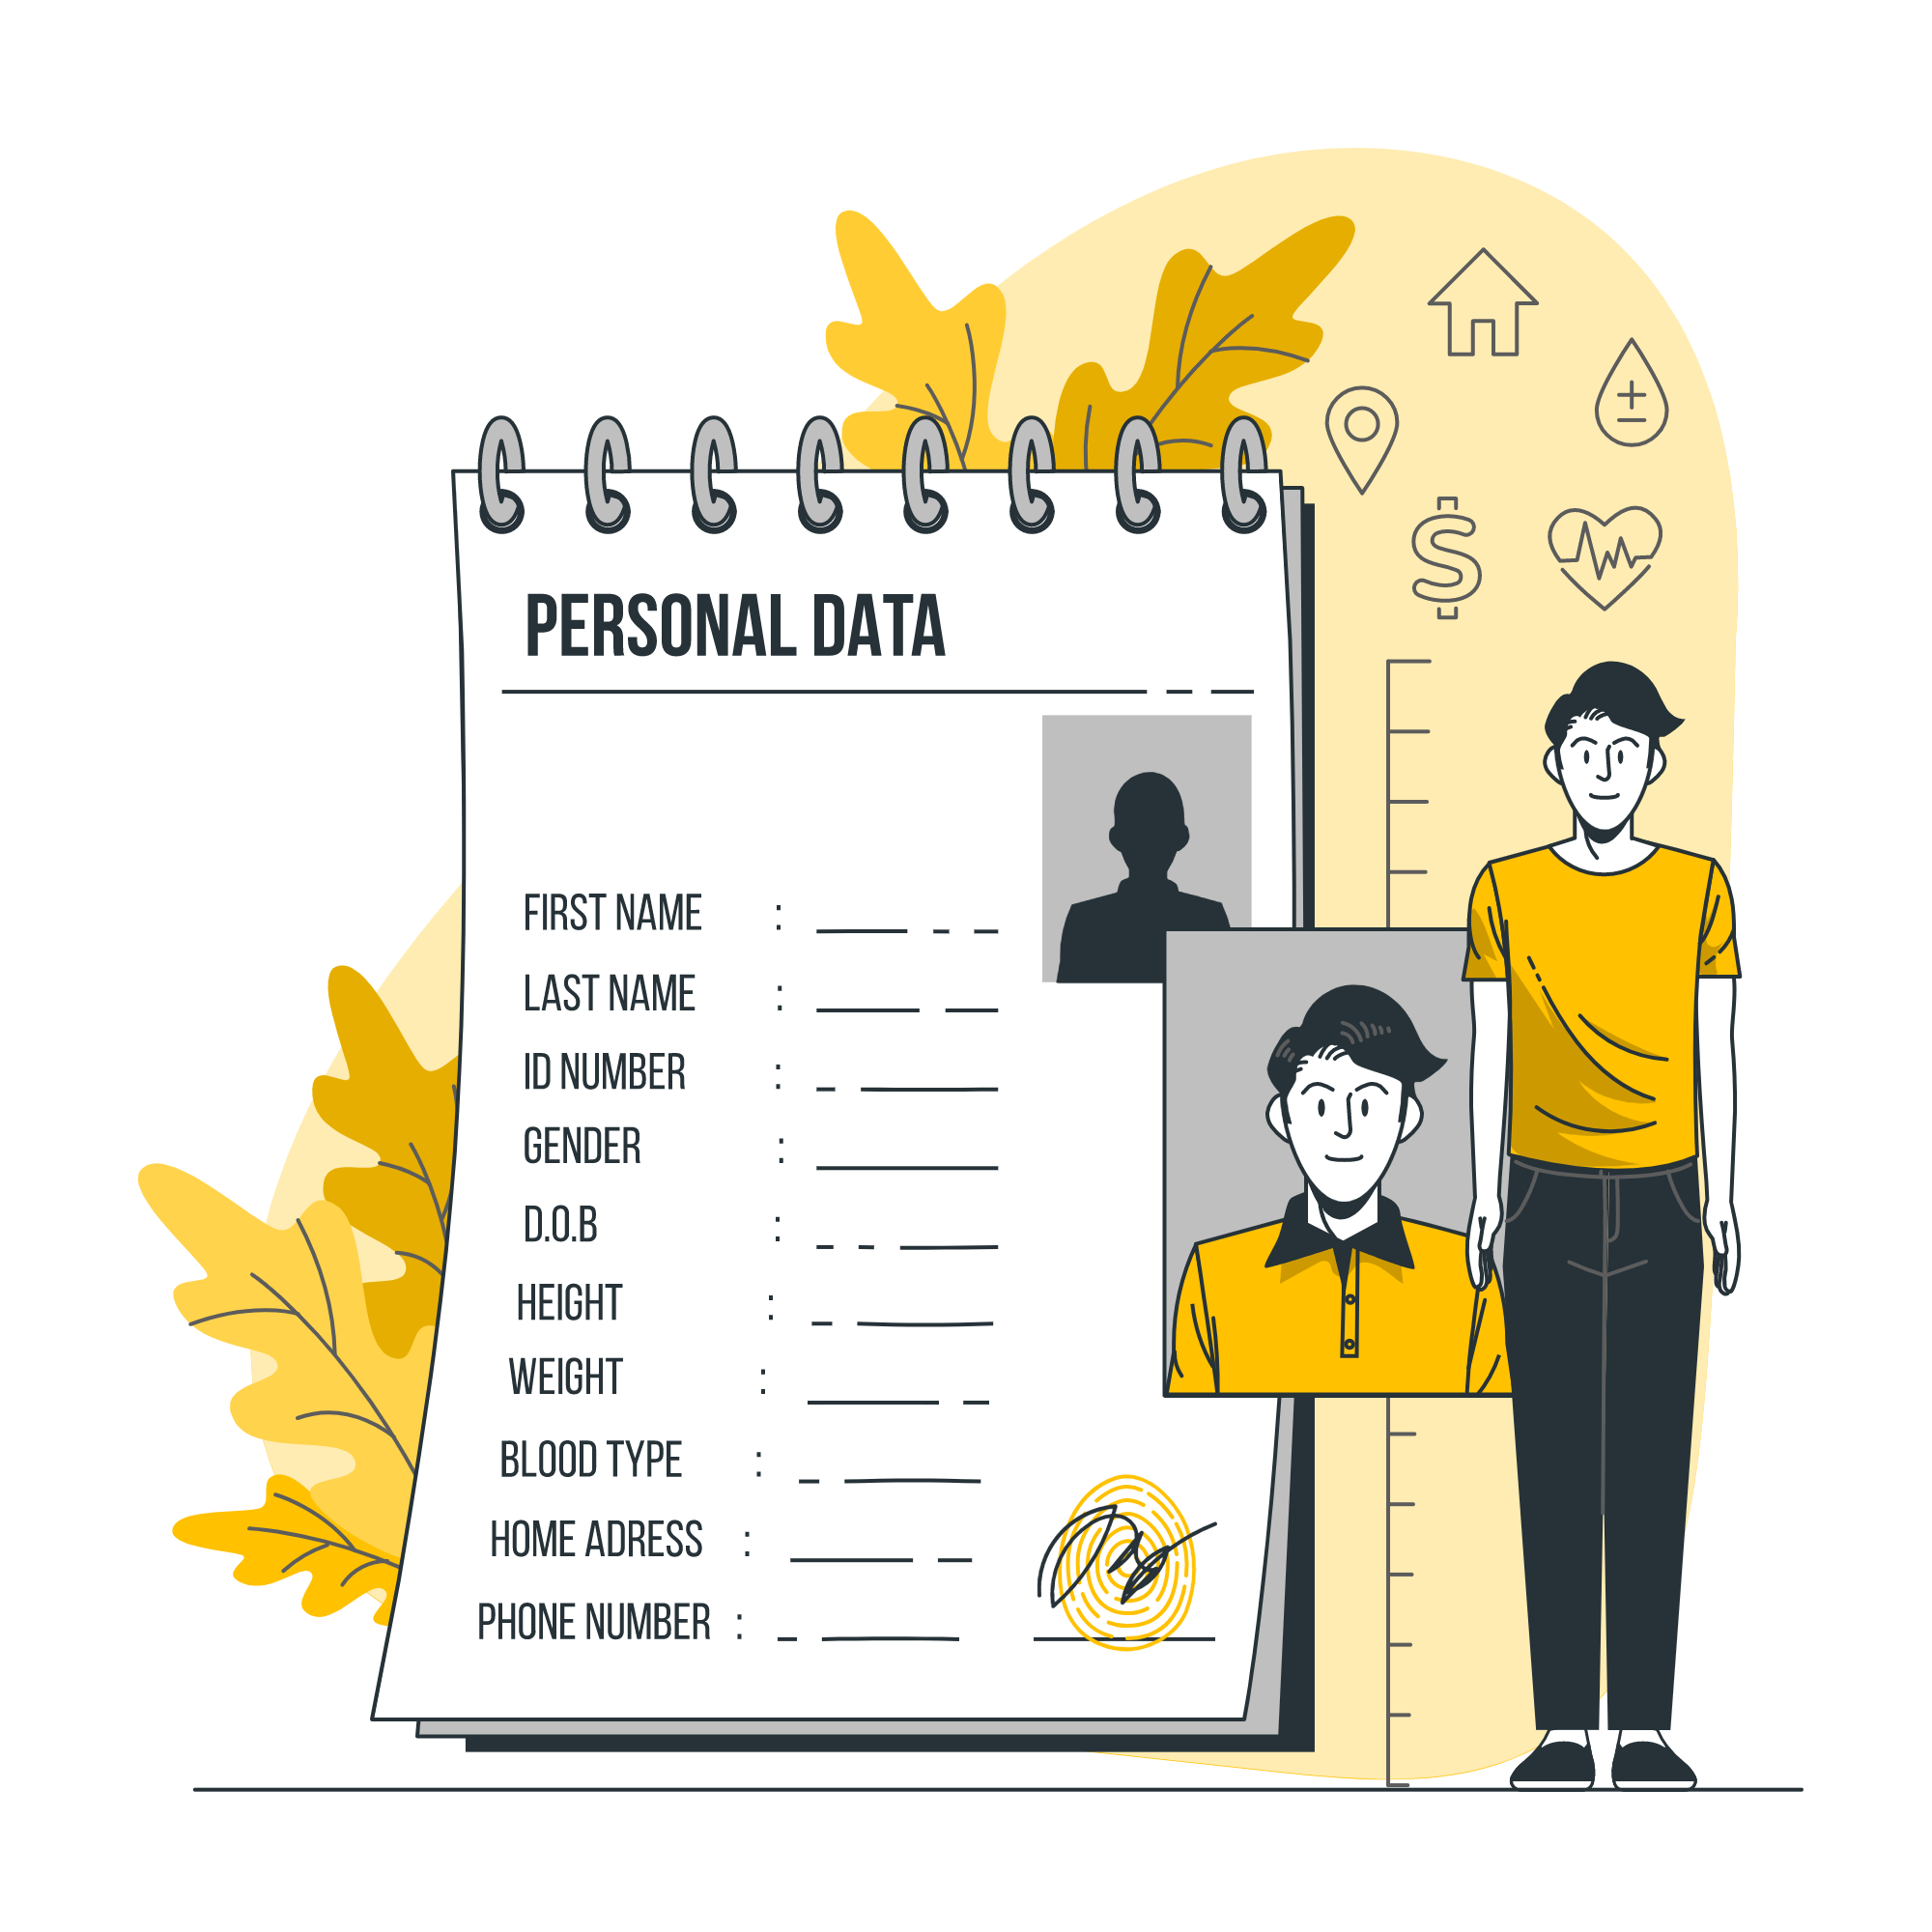 PERSONAL DATA
FIRST NAME :
LAST NAME :
ID NUMBER :
GENDER :
D.O.B :
HEIGHT :
WEIGHT :
BLOOD TYPE :
HOME ADRESS :
PHONE NUMBER :